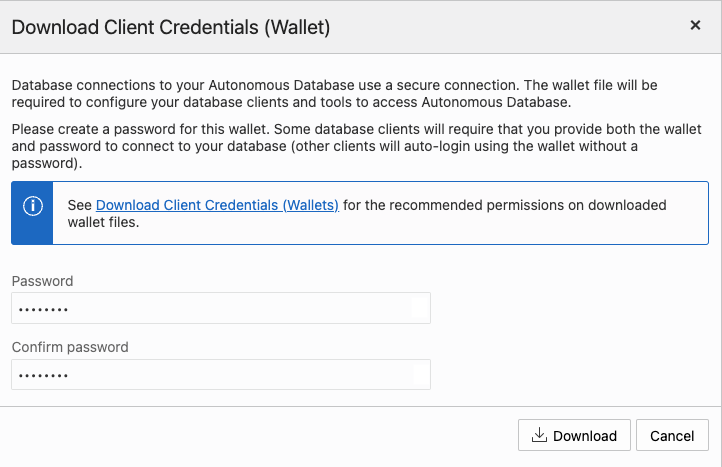 Download Client Credentials (Wallet)
Database connections to your Autonomous Database use a secure connection. The wallet file will be
required to configure your database clients and tools to access Autonomous Database.
Please create a password for this wallet. Some database clients will require that you provide both the wallet
and password to connect to your database (other clients will auto-login using the wallet without a
password).
See Download Client Credentials (Wallets) for the recommended permissions on downloaded
wallet files.
Password
••••••••
Confirm password
••••••••
Download
Cancel